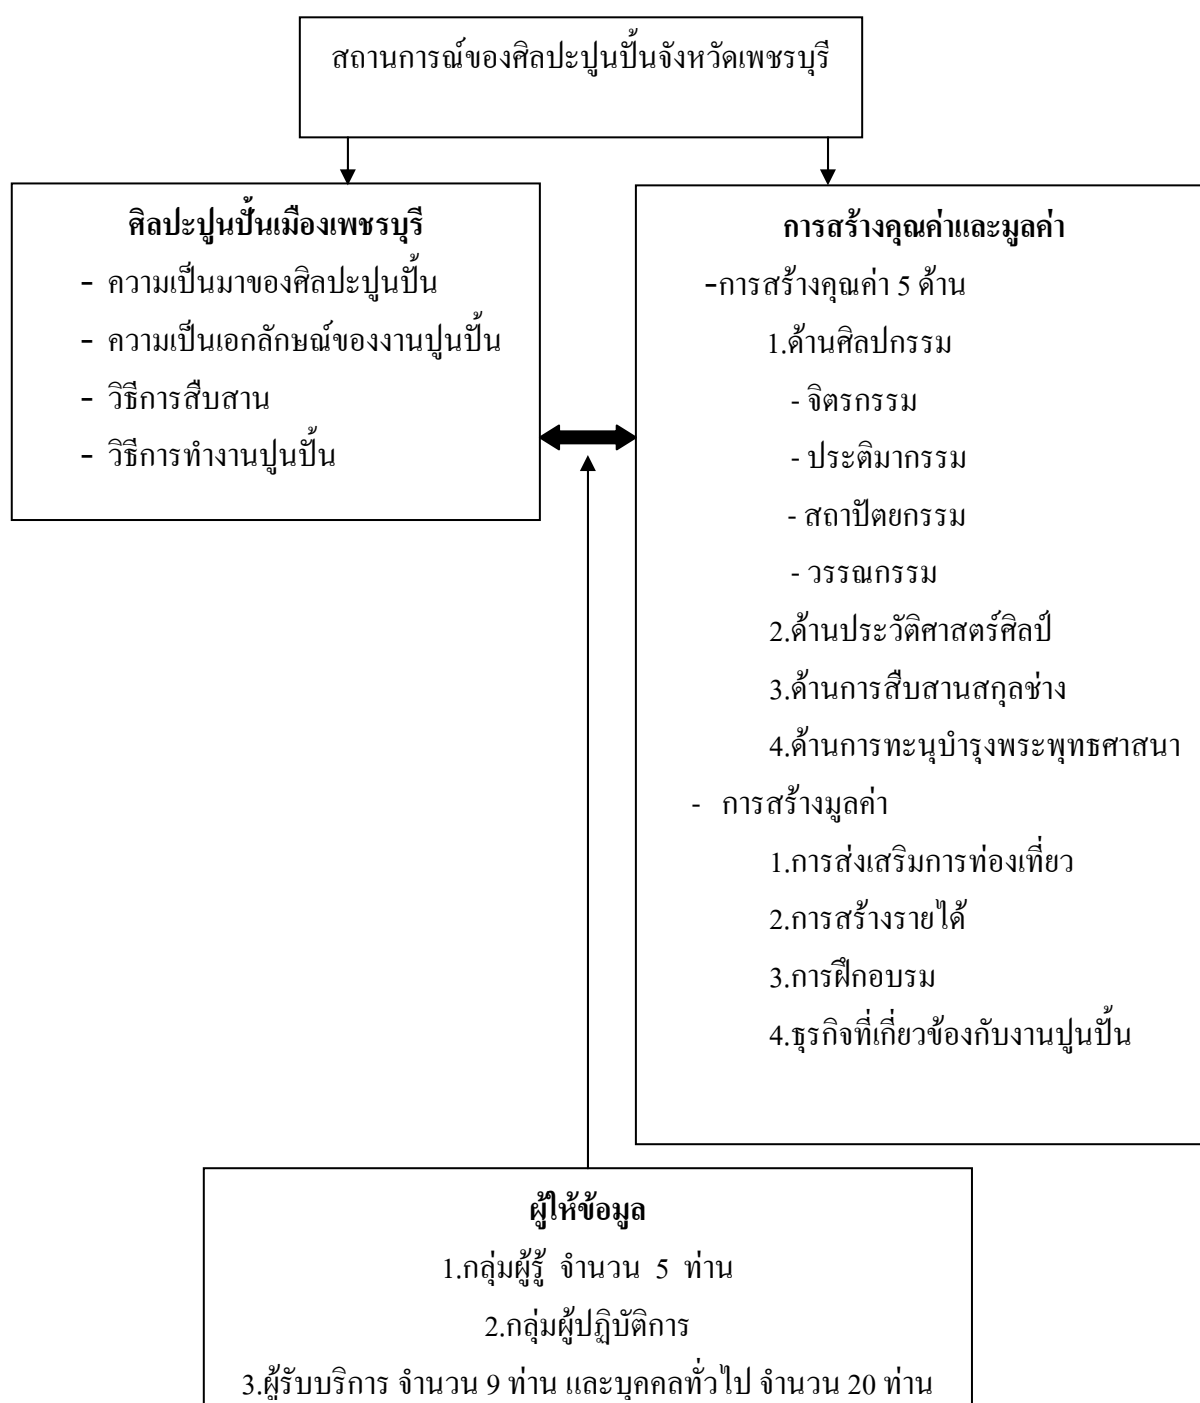 สถานการณ์ของศิลปะปูนปั้นจังหวัดเพชรบุรี
ศิลปะปูนปั้นเมืองเพชรบุรี
- ความเป็นมาของศิลปะปูนปั้น
- ความเป็นเอกลักษณ์ของงานปูนปั้น
- วิธีการสืบสาน
- วิธีการทำงานปูนปั้น
การสร้างคุณค่าและมูลค่า
-การสร้างคุณค่า 5 ด้าน
1.ด้านศิลปกรรม
- จิตรกรรม
- ประติมากรรม
- สถาปัตยกรรม
- วรรณกรรม
2.ด้านประวัติศาสตร์ศิลป์
3.ด้านการสืบสานสกุลช่าง
4.ด้านการทะนุบำรุงพระพุทธศาสนา
- การสร้างมูลค่า
1.การส่งเสริมการท่องเที่ยว
2.การสร้างรายได้
3.การฝึกอบรม
4.ธุรกิจที่เกี่ยวข้องกับงานปูนปั้น
ผู้ให้ข้อมูล
1.กลุ่มผู้รู้ จำนวน 5 ท่าน
2.กลุ่มผู้ปฏิบัติการ
3.ผู้รับบริการ จำนวน 9 ท่าน และบุคคลทั่วไป จำนวน 20 ท่าน